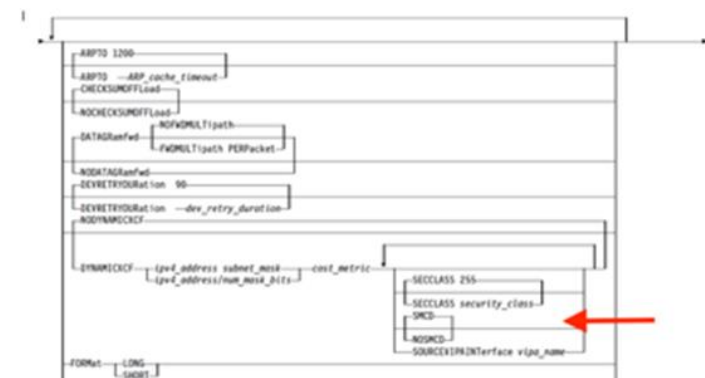 ARPTO 1200
ARPTO ARP_cache_timeout
CHECKSUMOFFLoad
NOCHECKSUMOFFLoad
NOFWDMULTipath
DATAGRamfwd
FWDMULTipath PERPacket
NODATAGRamfwd
DEVRETRYDURation 90
DEVRETRYDURation dev_retry_duration
NODYNAMICXCF
DYNAMICXCF ipv4_address subnet_mask cost_metric
ipv4_address/num_mask_bits
SECCLASS 255
SECCLASS security_class
SMCD
NOSMCD
SOURCEVIPAINTerface vipa_name
FORMat LONG
SHORT